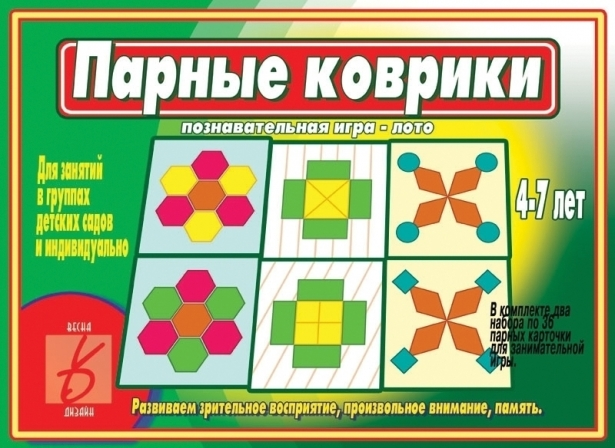 Парные коврики
познавательная игра - лото
Для занятий
в группах
детских садов
и индивидуально
4-7 лет
В комплекте два
набора по 36
парных карточки
для занимательной
игры.
ВЕСНА
ДИЗАЙН
Развиваем зрительное восприятие, произвольное внимание, память.